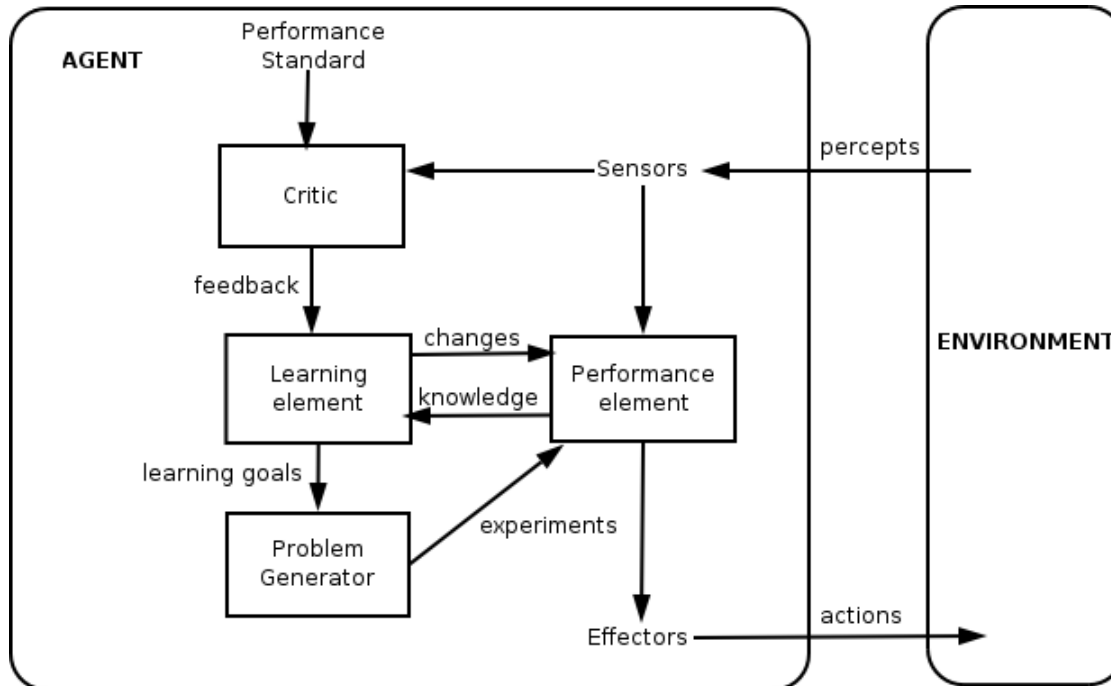 Performance
Standard
AGENT
percepts
Sensors
Critic
feedback
changes
ENVIRONMENT
Learning
element
Performance
element
knowledge
learning goals
experiments
Problem
Generator
actions
Effectors